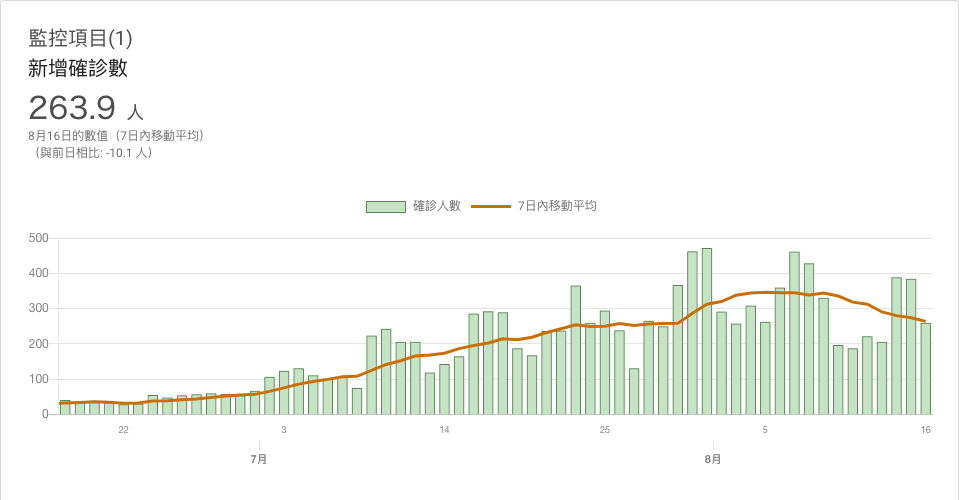 監控項目(1)
新增確診數
263.9 人
8月16日的數值（7日內移動平均）
（與前日相比: -10.1 人）
確診人數 7日內移動平均
500
400
300
200
100
0
22 3 14 25 5 16
7月 8月